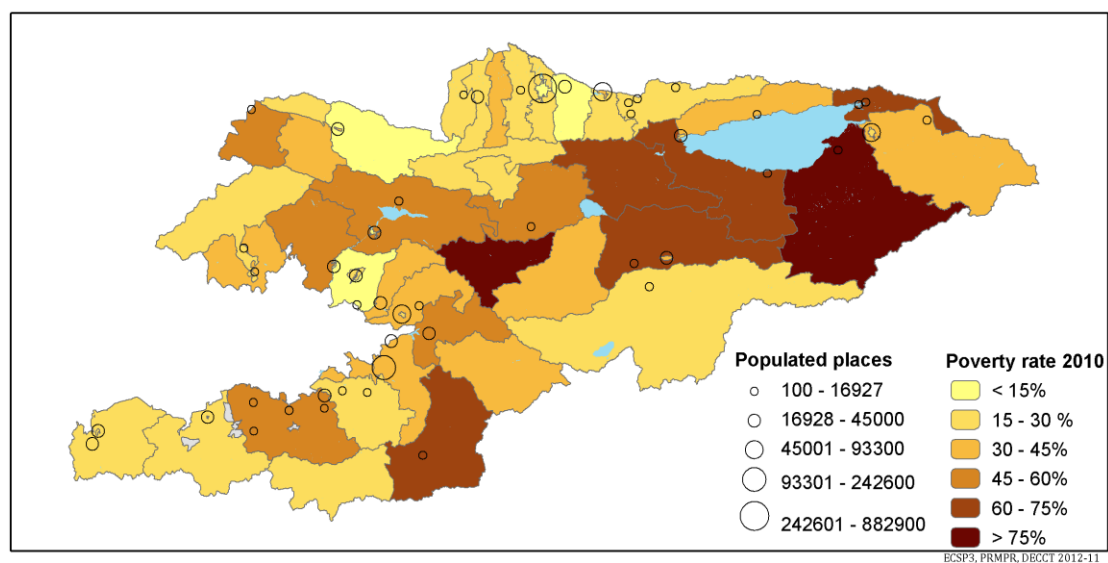 Populated places
100 - 16927
16928 - 45000
45001 - 93300
93301 - 242600
242601 - 882900
Poverty rate 2010
< 15%
15 - 30 %
30 - 45%
45 - 60%
60 - 75%
> 75%
ECSP3, PRMPR, DECCT 2012-11